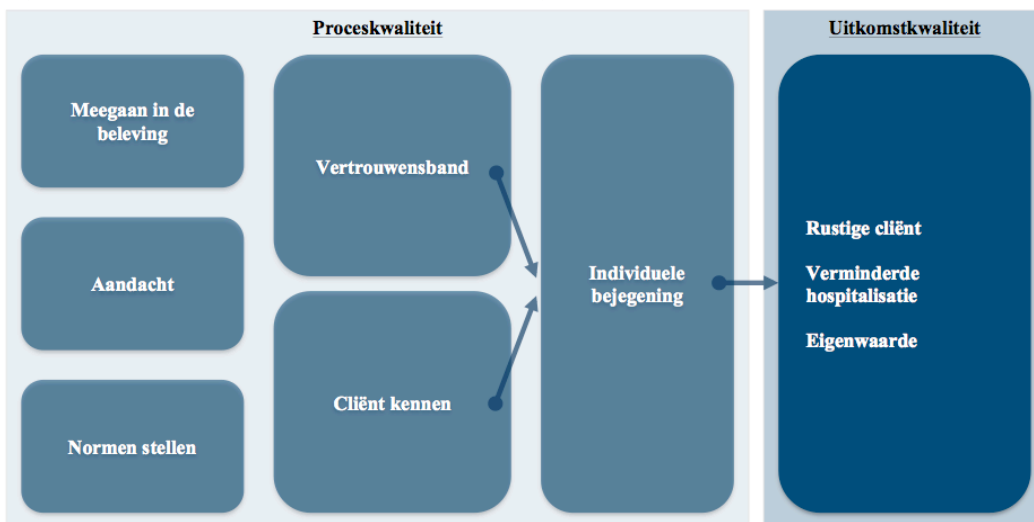 Proceskwaliteit
Meegaan in de
beleving
Aandacht
Normen stellen
Vertrouwensband
Cliënt kennen
Individuele
bejegening
Uitkomstkwaliteit
Rustige cliënt
Verminderde
hospitalisatie
Eigenwaarde